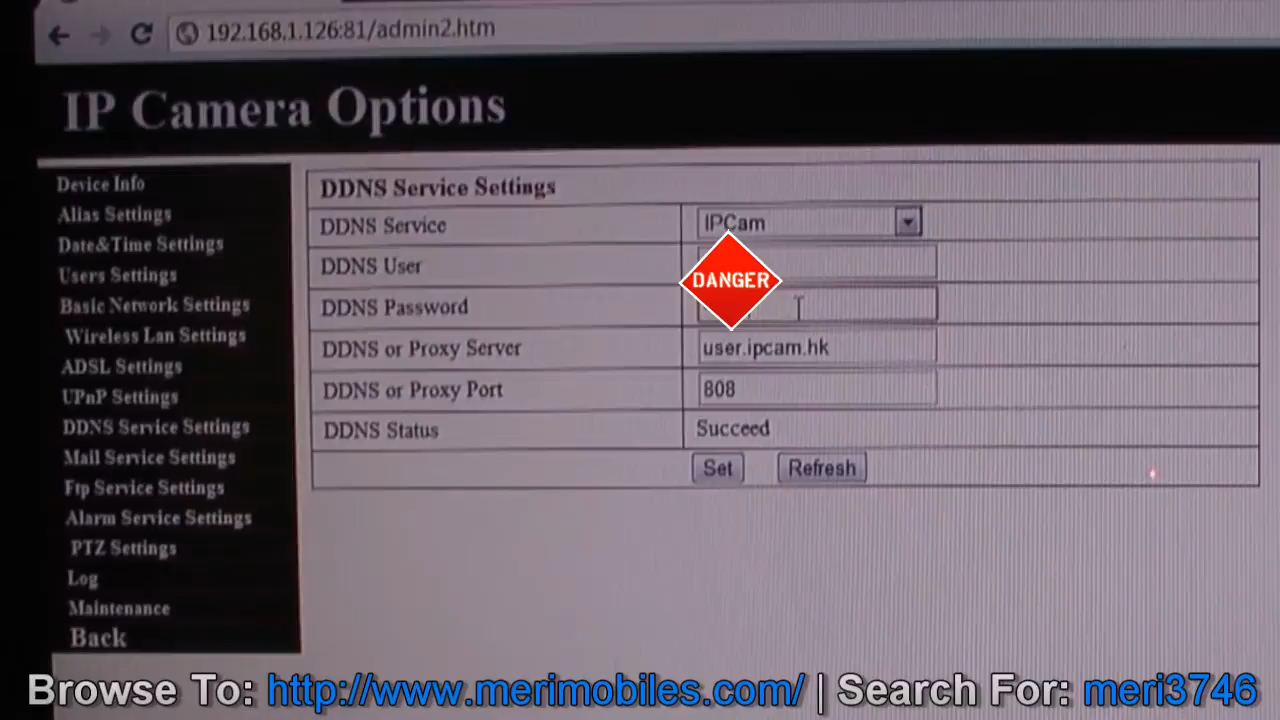 192.168.1.126:81/admin2.htm
IP Camera Options
Device Info
Alias Settings
Date&Time Settings
Users Settings
Basic Network Settings
Wireless Lan Settings
ADSL Settings
UPnP Settings
DDNS Service Settings
Mail Service Settings
Ftp Service Settings
Alarm Service Settings
PTZ Settings
Log
Maintenance
Back
DDNS Service Settings
DDNS Service IPCam
DDNS User
DANGER
DDNS Password
DDNS or Proxy Server user.ipcam.hk
DDNS or Proxy Port 808
DDNS Status Succeed
Set Refresh
Browse To: http://www.merimobiles.com/ | Search For: meri3746